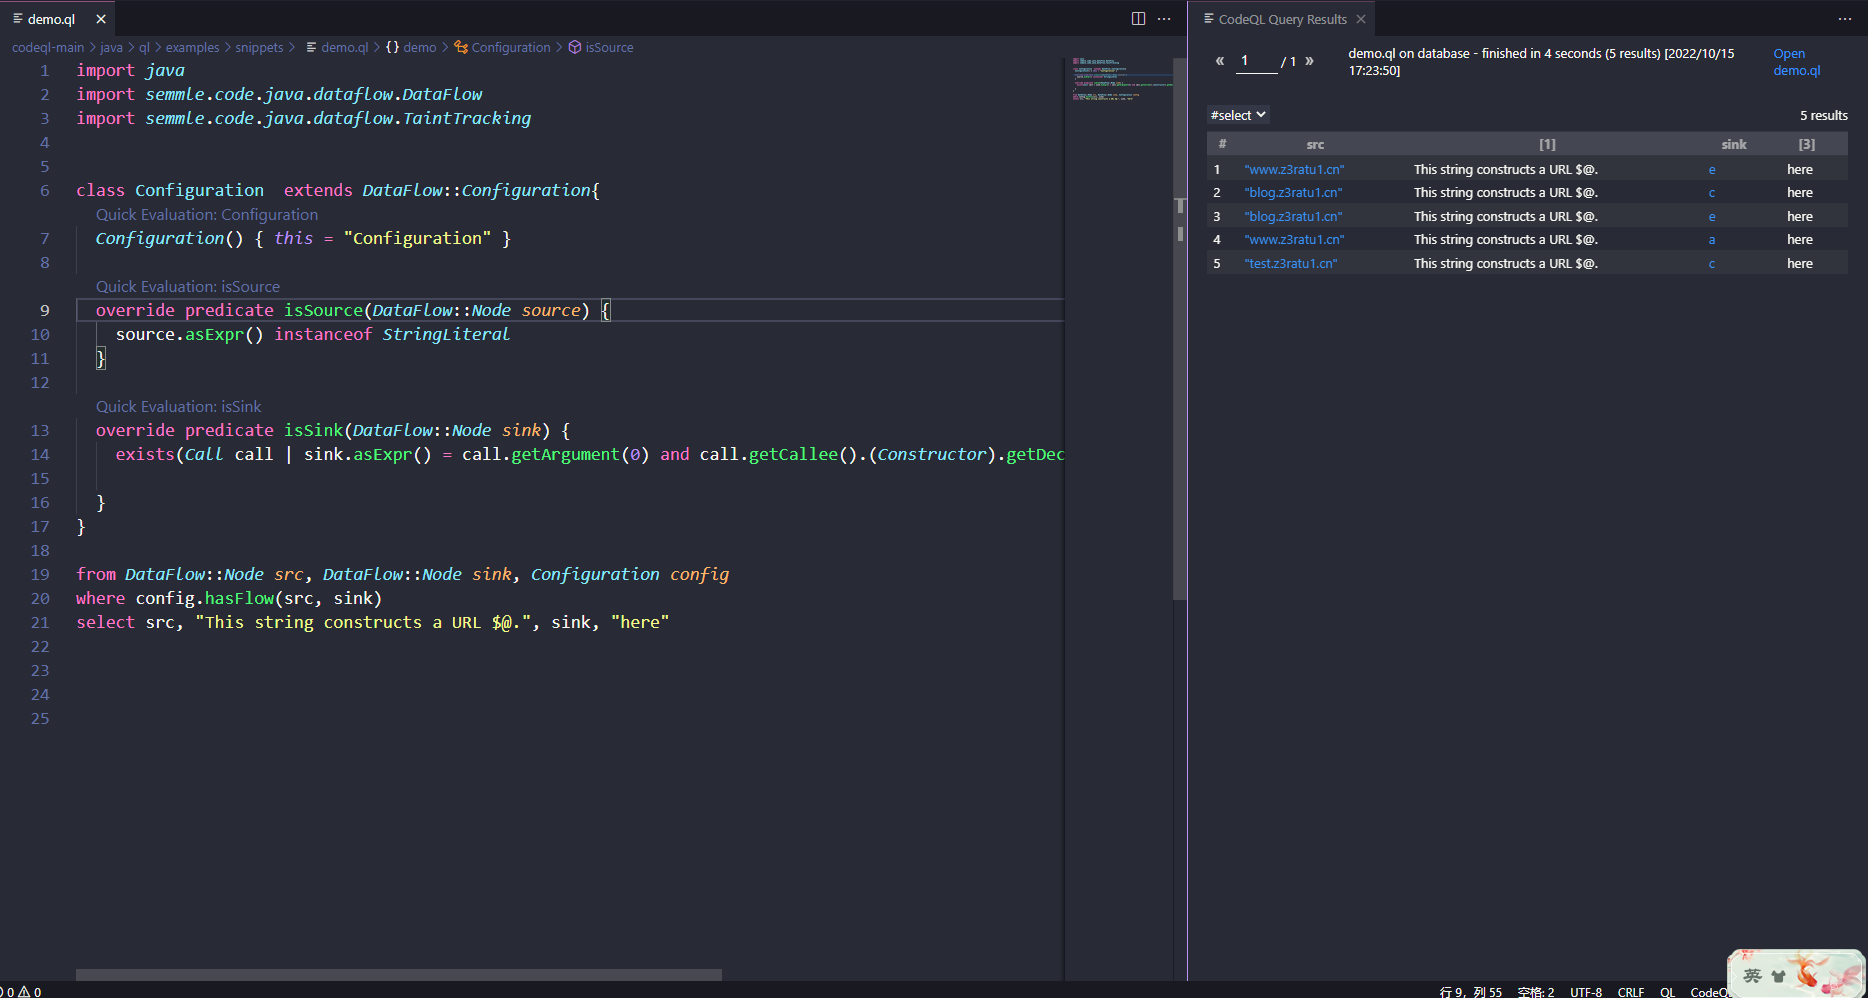 demo.ql
codeql-main > java > ql > examples > snippets > demo.ql > {} demo > Configuration > isSource
1 import java
2 import semmle.code.java.dataflow.DataFlow
3 import semmle.code.java.dataflow.TaintTracking
4
5
6 class Configuration  extends DataFlow::Configuration{
Quick Evaluation: Configuration
7 Configuration() { this = "Configuration" }
8
Quick Evaluation: isSource
9 override predicate isSource(DataFlow::Node source) {
10 source.asExpr() instanceof StringLiteral
11 }
12
Quick Evaluation: isSink
13 override predicate isSink(DataFlow::Node sink) {
14 exists(Call call | sink.asExpr() = call.getArgument(0) and call.getCallee().(Constructor).getDec
15
16 }
17 }
18
19 from DataFlow::Node src, DataFlow::Node sink, Configuration config
20 where config.hasFlow(src, sink)
21 select src, "This string constructs a URL $@.", sink, "here"
22
23
24
25
CodeQL Query Results
« 1 / 1 »
demo.ql on database - finished in 4 seconds (5 results) [2022/10/15
17:23:50]
Open
demo.ql
#select
5 results
# src [1] sink [3]
1 "www.z3ratu1.cn" This string constructs a URL $@. e here
2 "blog.z3ratu1.cn" This string constructs a URL $@. c here
3 "blog.z3ratu1.cn" This string constructs a URL $@. e here
4 "www.z3ratu1.cn" This string constructs a URL $@. a here
5 "test.z3ratu1.cn" This string constructs a URL $@. c here
英
0 0
行 9，列 55 空格: 2 UTF-8 CRLF QL CodeQ